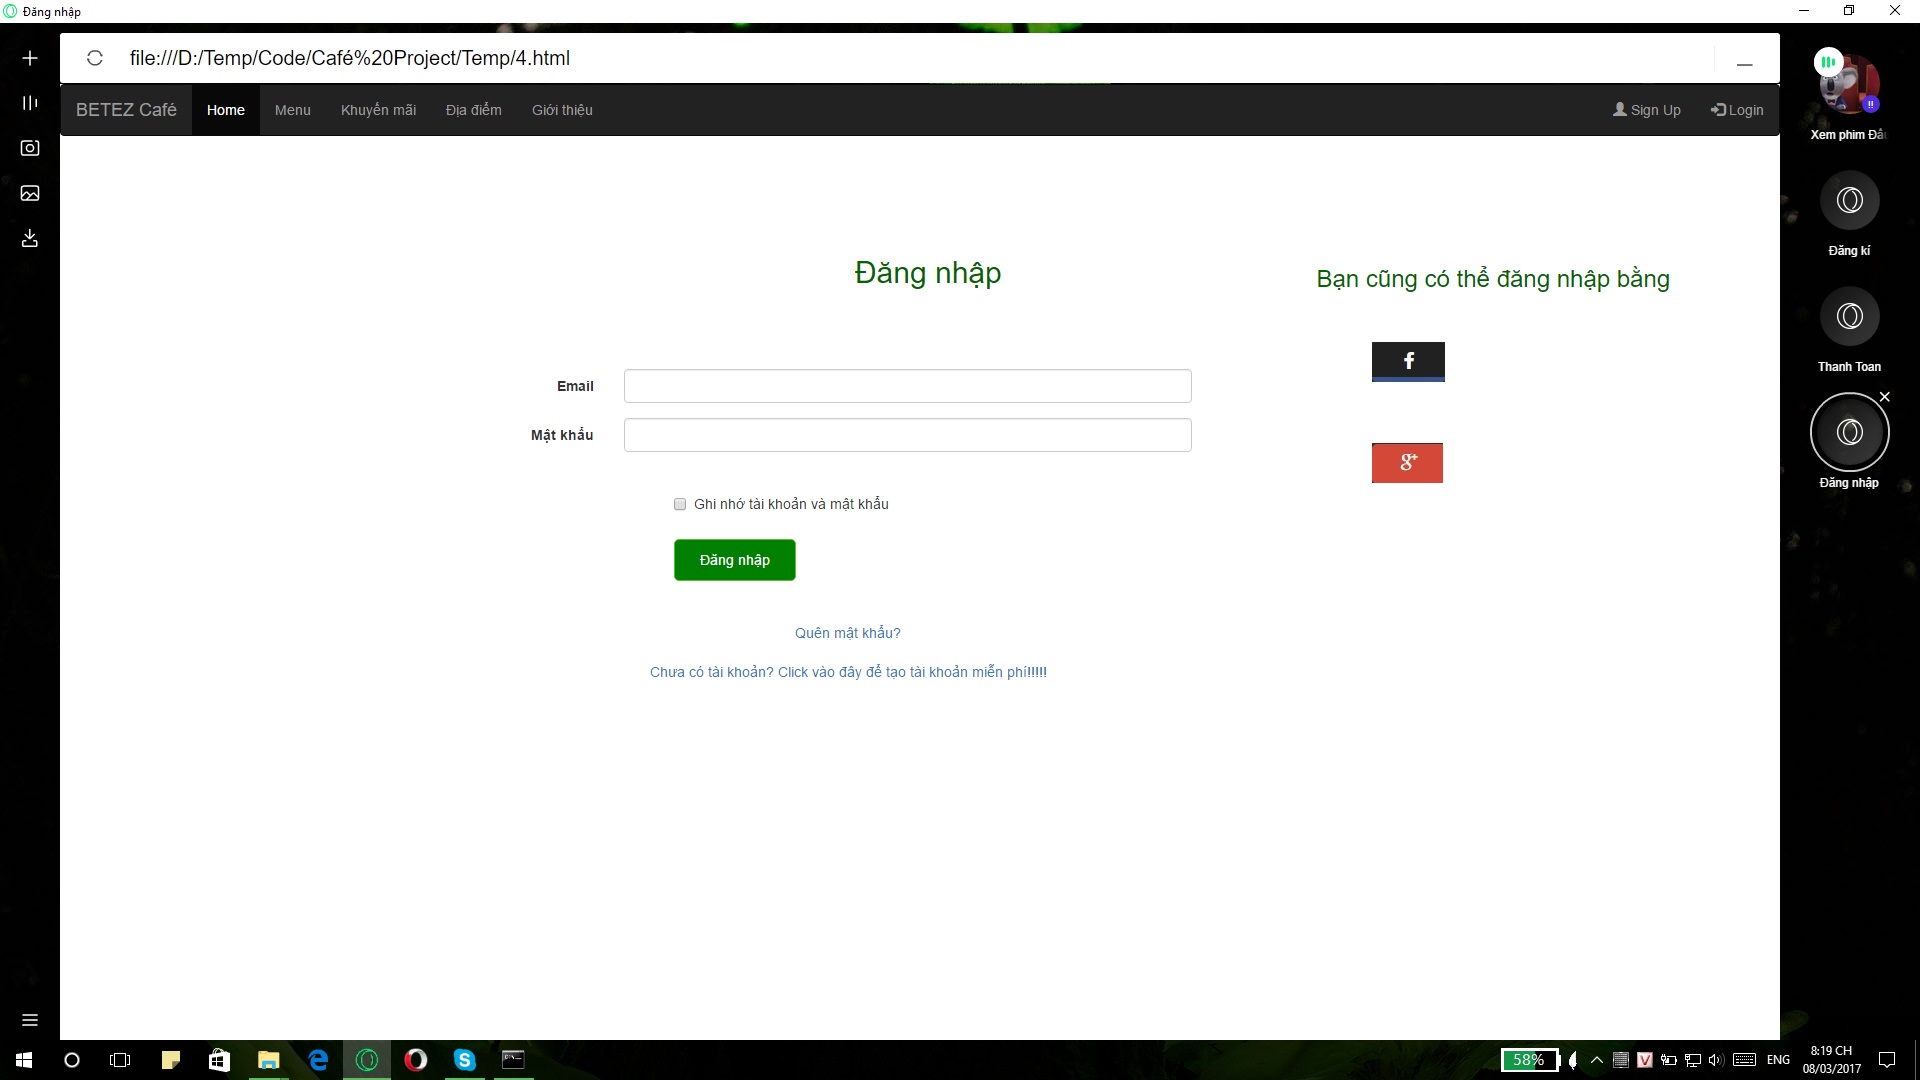 Đăng nhập
file:///D:/Temp/Code/Café%20Project/Temp/4.html
BETEZ Café Home Menu Khuyến mãi Địa điểm Giới thiệu Sign Up Login
Xem phim Đấu
Đăng kí
Thanh Toan
Đăng nhập
Đăng nhập
Bạn cũng có thể đăng nhập bằng
Email
Mật khẩu
f
g+
Ghi nhớ tài khoản và mật khẩu
Đăng nhập
Quên mật khẩu?
Chưa có tài khoản? Click vào đây để tạo tài khoản miễn phí!!!!!
58%
ENG
8:19 CH
08/03/2017